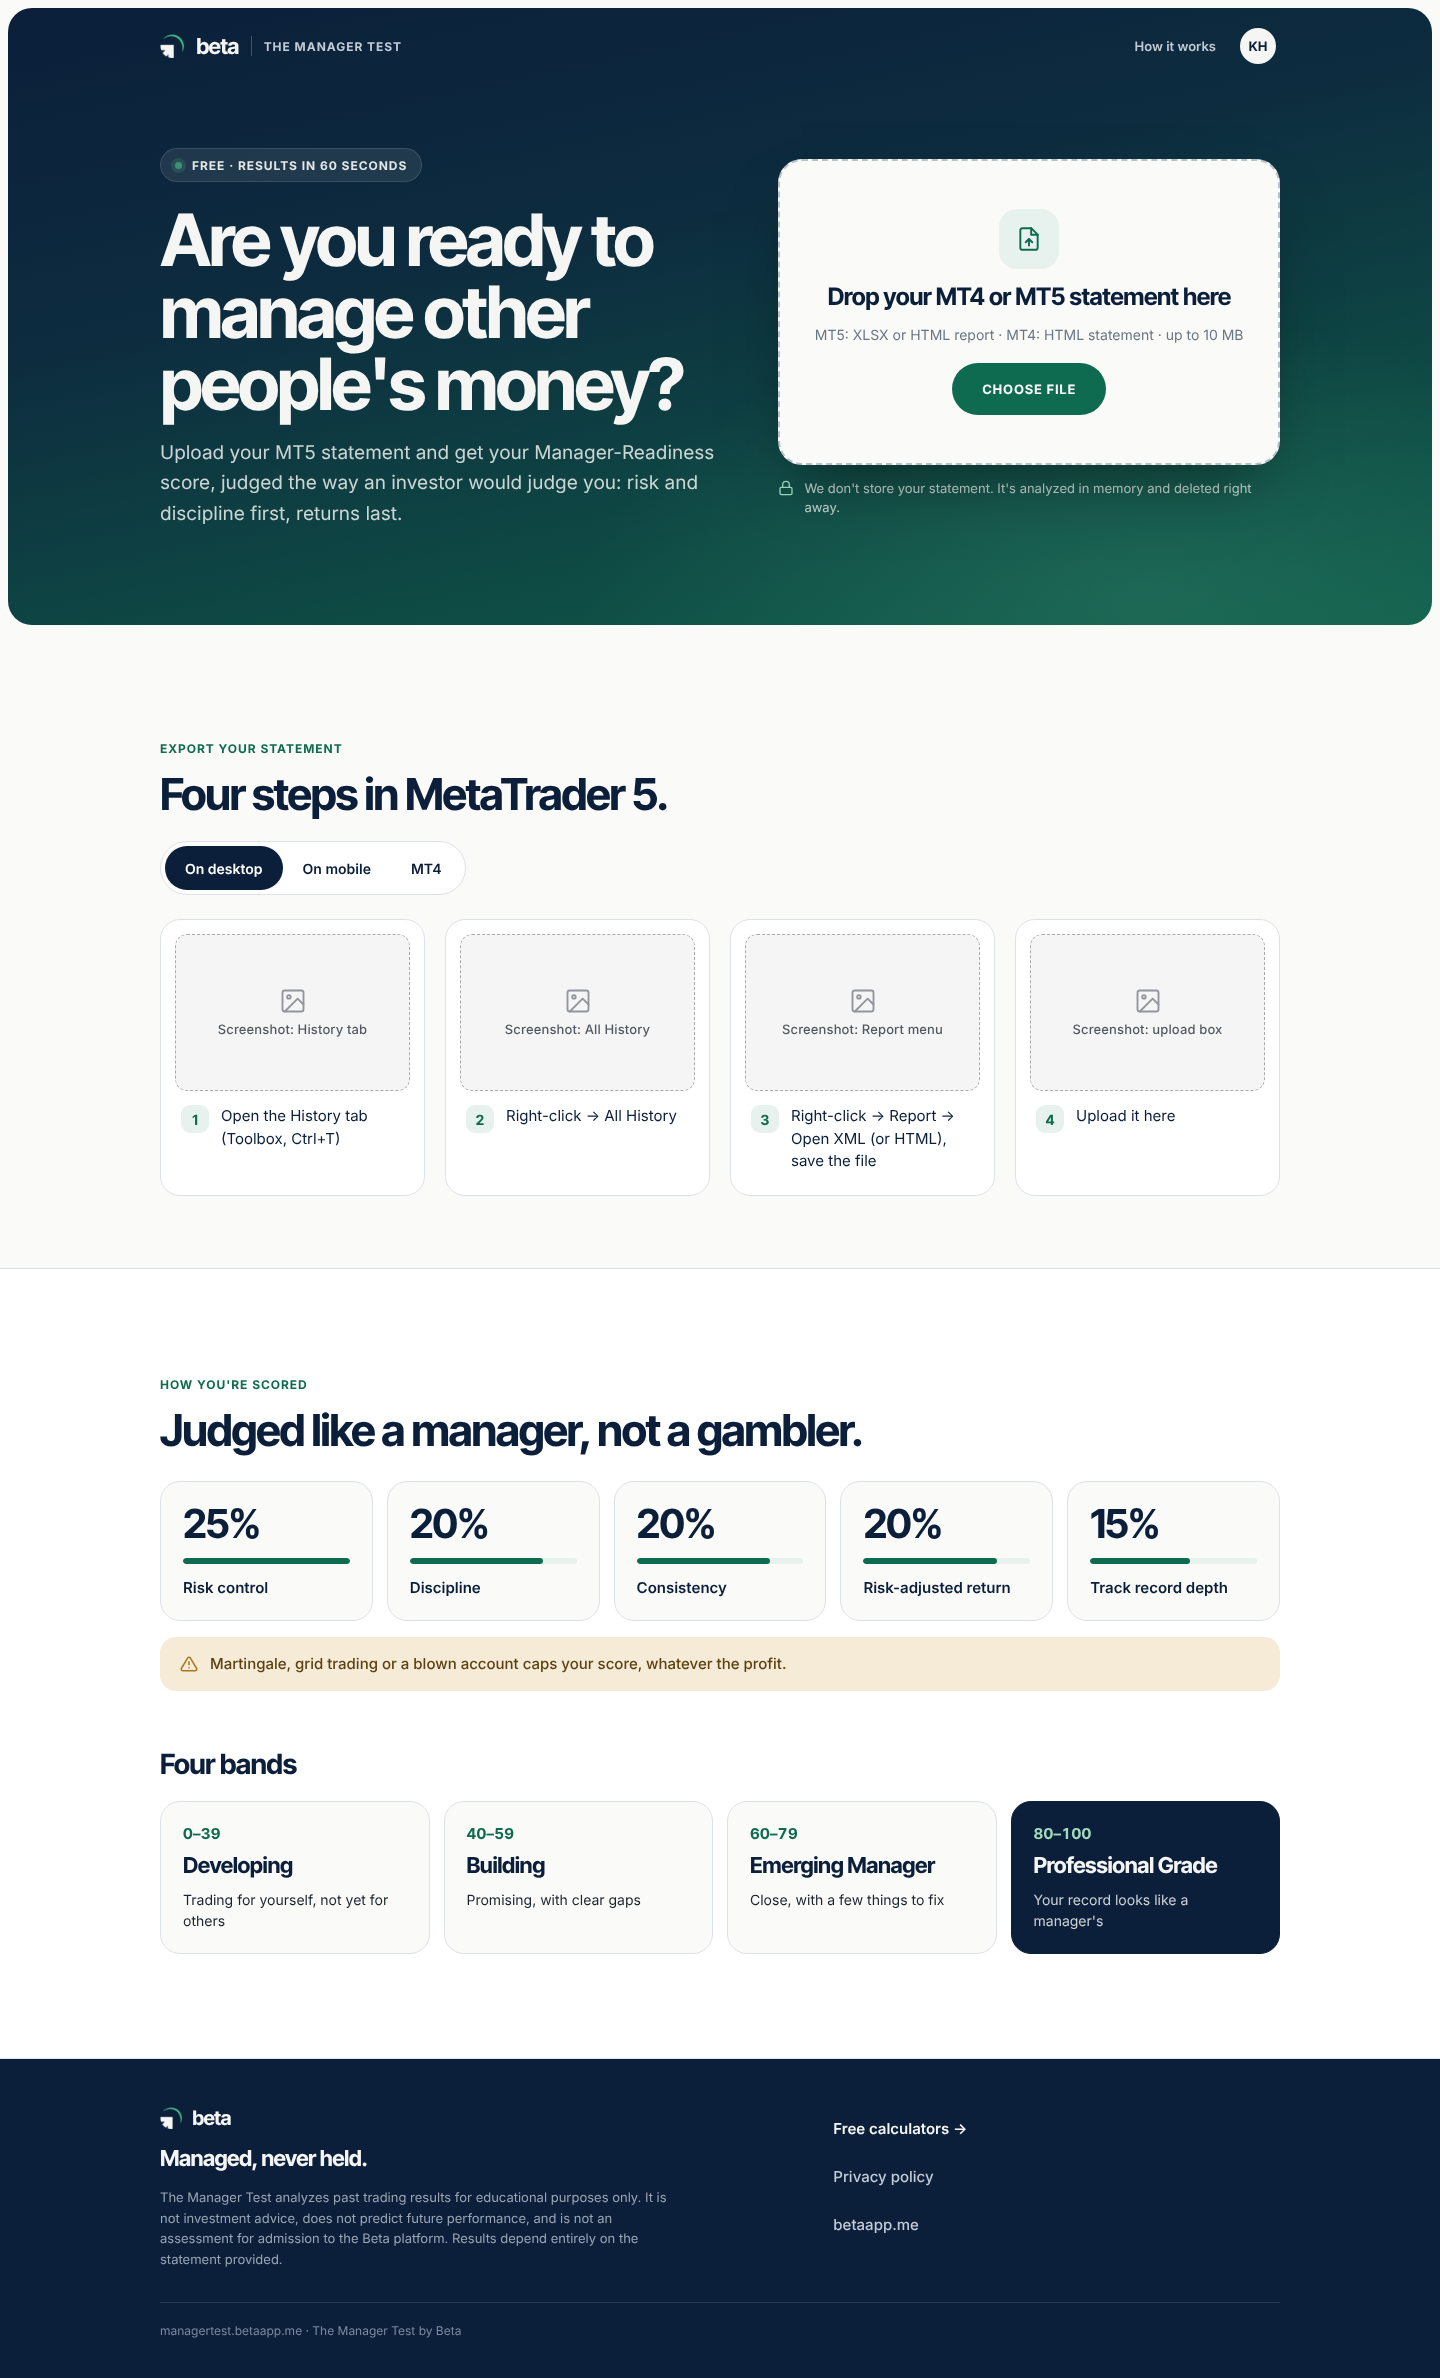 beta
THE MANAGER TEST
How it works
KH
FREE · RESULTS IN 60 SECONDS
Are you ready to
manage other
people's money?
Upload your MT5 statement and get your Manager-Readiness
score, judged the way an investor would judge you: risk and
discipline first, returns last.
Drop your MT4 or MT5 statement here
MT5: XLSX or HTML report · MT4: HTML statement · up to 10 MB
CHOOSE FILE
We don't store your statement. It's analyzed in memory and deleted right
away.
EXPORT YOUR STATEMENT
Four steps in MetaTrader 5.
On desktop
On mobile
MT4
Screenshot: History tab
1
Open the History tab
(Toolbox, Ctrl+T)
Screenshot: All History
2
Right-click → All History
Screenshot: Report menu
3
Right-click → Report →
Open XML (or HTML),
save the file
Screenshot: upload box
4
Upload it here
HOW YOU'RE SCORED
Judged like a manager, not a gambler.
25%
Risk control
20%
Discipline
20%
Consistency
20%
Risk-adjusted return
15%
Track record depth
Martingale, grid trading or a blown account caps your score, whatever the profit.
Four bands
0–39
Developing
Trading for yourself, not yet for
others
40–59
Building
Promising, with clear gaps
60–79
Emerging Manager
Close, with a few things to fix
80–100
Professional Grade
Your record looks like a
manager's
beta
Managed, never held.
The Manager Test analyzes past trading results for educational purposes only. It is
not investment advice, does not predict future performance, and is not an
assessment for admission to the Beta platform. Results depend entirely on the
statement provided.
Free calculators →
Privacy policy
betaapp.me
managertest.betaapp.me · The Manager Test by Beta